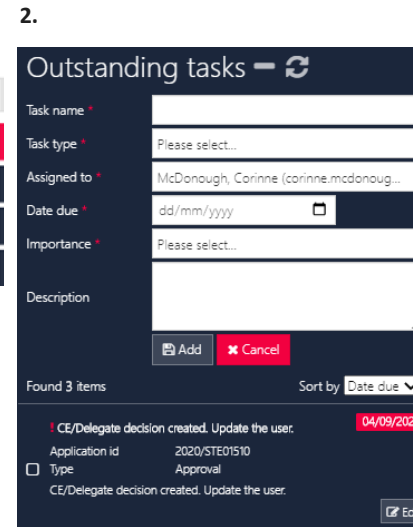 2.
Outstanding tasks
Task name *
Task type * Please select...
Assigned to * McDonough, Corinne (corinne.mcdonoug...
Date due * dd/mm/yyyy
Importance * Please select...
Description
Add Cancel
Found 3 items Sort by Date due
! CE/Delegate decision created. Update the user. 04/09/202
Application id 2020/STE01510
Type Approval
CE/Delegate decision created. Update the user.
Ed